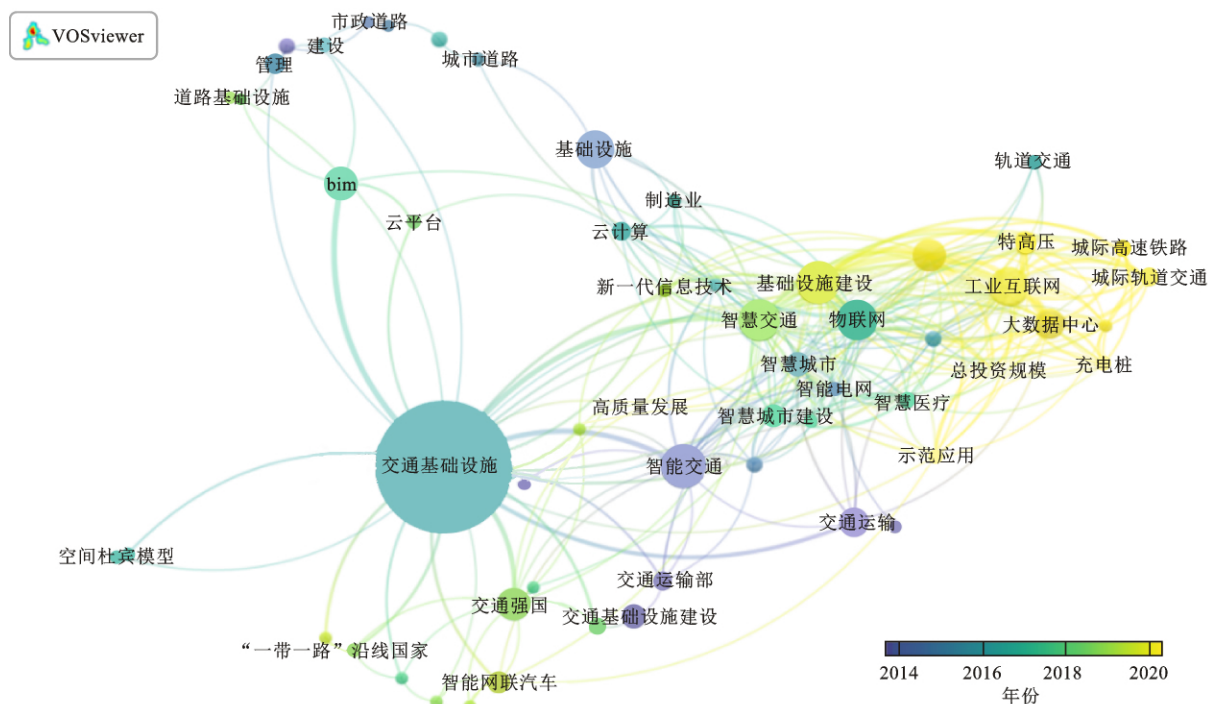 VOSviewer
市政道路
建设
管理
城市道路
道路基础设施
基础设施
轨道交通
bim
制造业
云平台
云计算
特高压
城际高速铁路
新一代信息技术
基础设施建设
工业互联网
城际轨道交通
智慧交通
物联网
大数据中心
智慧城市
总投资规模
充电桩
智能电网
高质量发展
智慧城市建设
智慧医疗
交通基础设施
智能交通
示范应用
交通运输
空间杜宾模型
交通运输部
交通强国
交通基础设施建设
“一带一路”沿线国家
智能网联汽车
2014
2016
2018
2020
年份